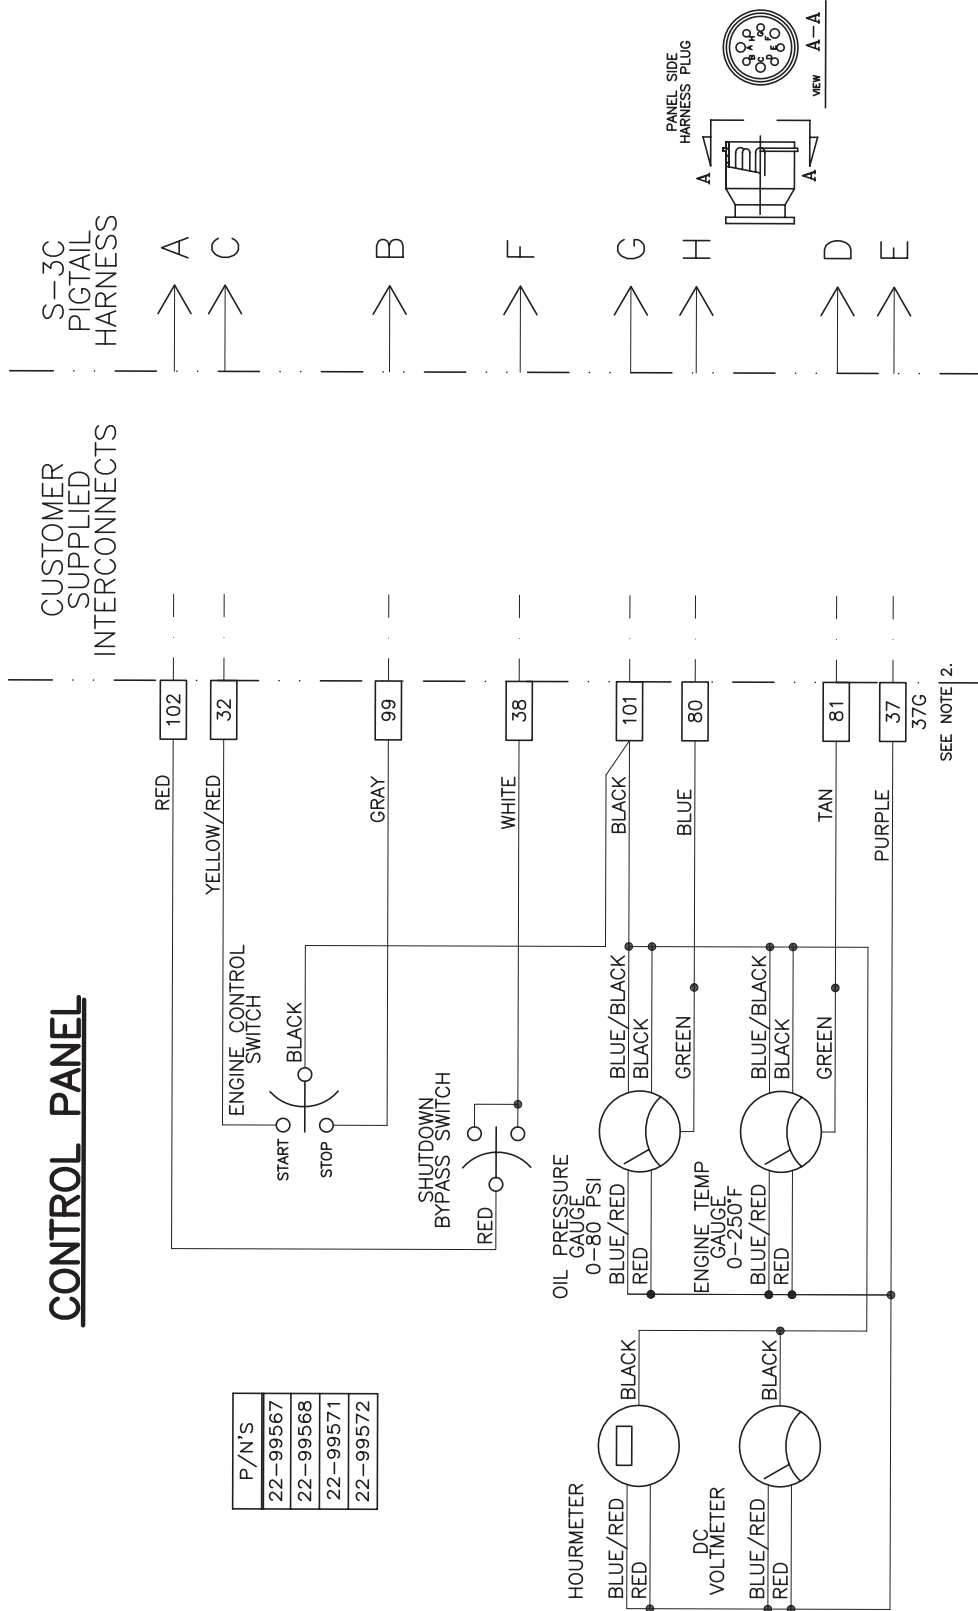 CONTROL PANEL
P/N'S
22-99567
22-99568
22-99571
22-99572
CUSTOMER
SUPPLIED
INTERCONNECTS
S-3C
PIGTAIL
HARNESS
RED
102
A
YELLOW/RED
32
C
ENGINE CONTROL
SWITCH
BLACK
START
STOP
GRAY
99
B
SHUTDOWN
BYPASS SWITCH
RED
WHITE
38
F
OIL PRESSURE
GAUGE
0-80 PSI
BLUE/RED
RED
BLUE/BLACK
BLACK
GREEN
BLACK
101
G
BLUE
80
H
ENGINE TEMP
GAUGE
0-250°F
BLUE/RED
RED
BLUE/BLACK
BLACK
GREEN
TAN
81
D
PURPLE
37
E
37G
SEE NOTE 2.
HOURMETER
BLUE/RED
RED
BLACK
DC
VOLTMETER
BLUE/RED
RED
BLACK
PANEL SIDE
HARNESS PLUG
A
A
B
A
H
C
G
D
E
F
VIEW A-A